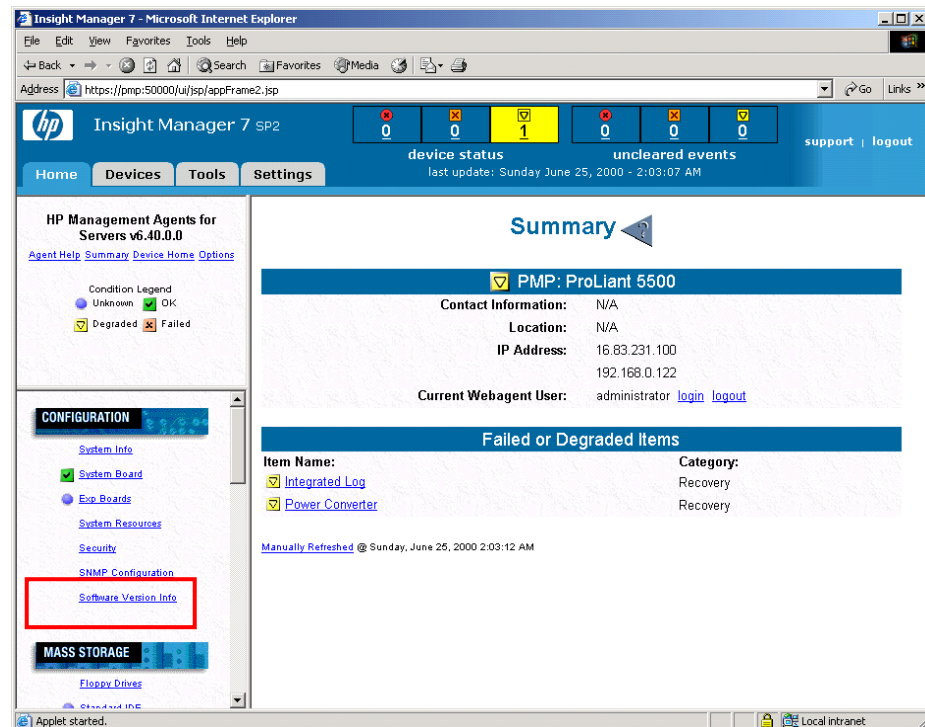 Insight Manager 7 - Microsoft Internet Explorer
File Edit View Favorites Tools Help
Back Search Favorites Media
Address https://pmp:50000/ui/jsp/appFrame2.jsp Go Links »
hp Insight Manager 7 SP2
0 0 1 0 0 0
device status uncleared events
last update: Sunday June 25, 2000 - 2:03:07 AM
support | logout
Home Devices Tools Settings
HP Management Agents for
Servers v6.40.0.0
Agent Help Summary Device Home Options
Condition Legend
Unknown OK
Degraded Failed
CONFIGURATION
System Info
System Board
Exp Boards
System Resources
Security
SNMP Configuration
Software Version Info
MASS STORAGE
Floppy Drives
Standard IDE
Summary ?
PMP: ProLiant 5500
Contact Information: N/A
Location: N/A
IP Address: 16.83.231.100
192.168.0.122
Current Webagent User: administrator login logout
Failed or Degraded Items
Item Name: Category:
Integrated Log Recovery
Power Converter Recovery
Manually Refreshed @ Sunday, June 25, 2000 2:03:12 AM
Applet started. Local intranet